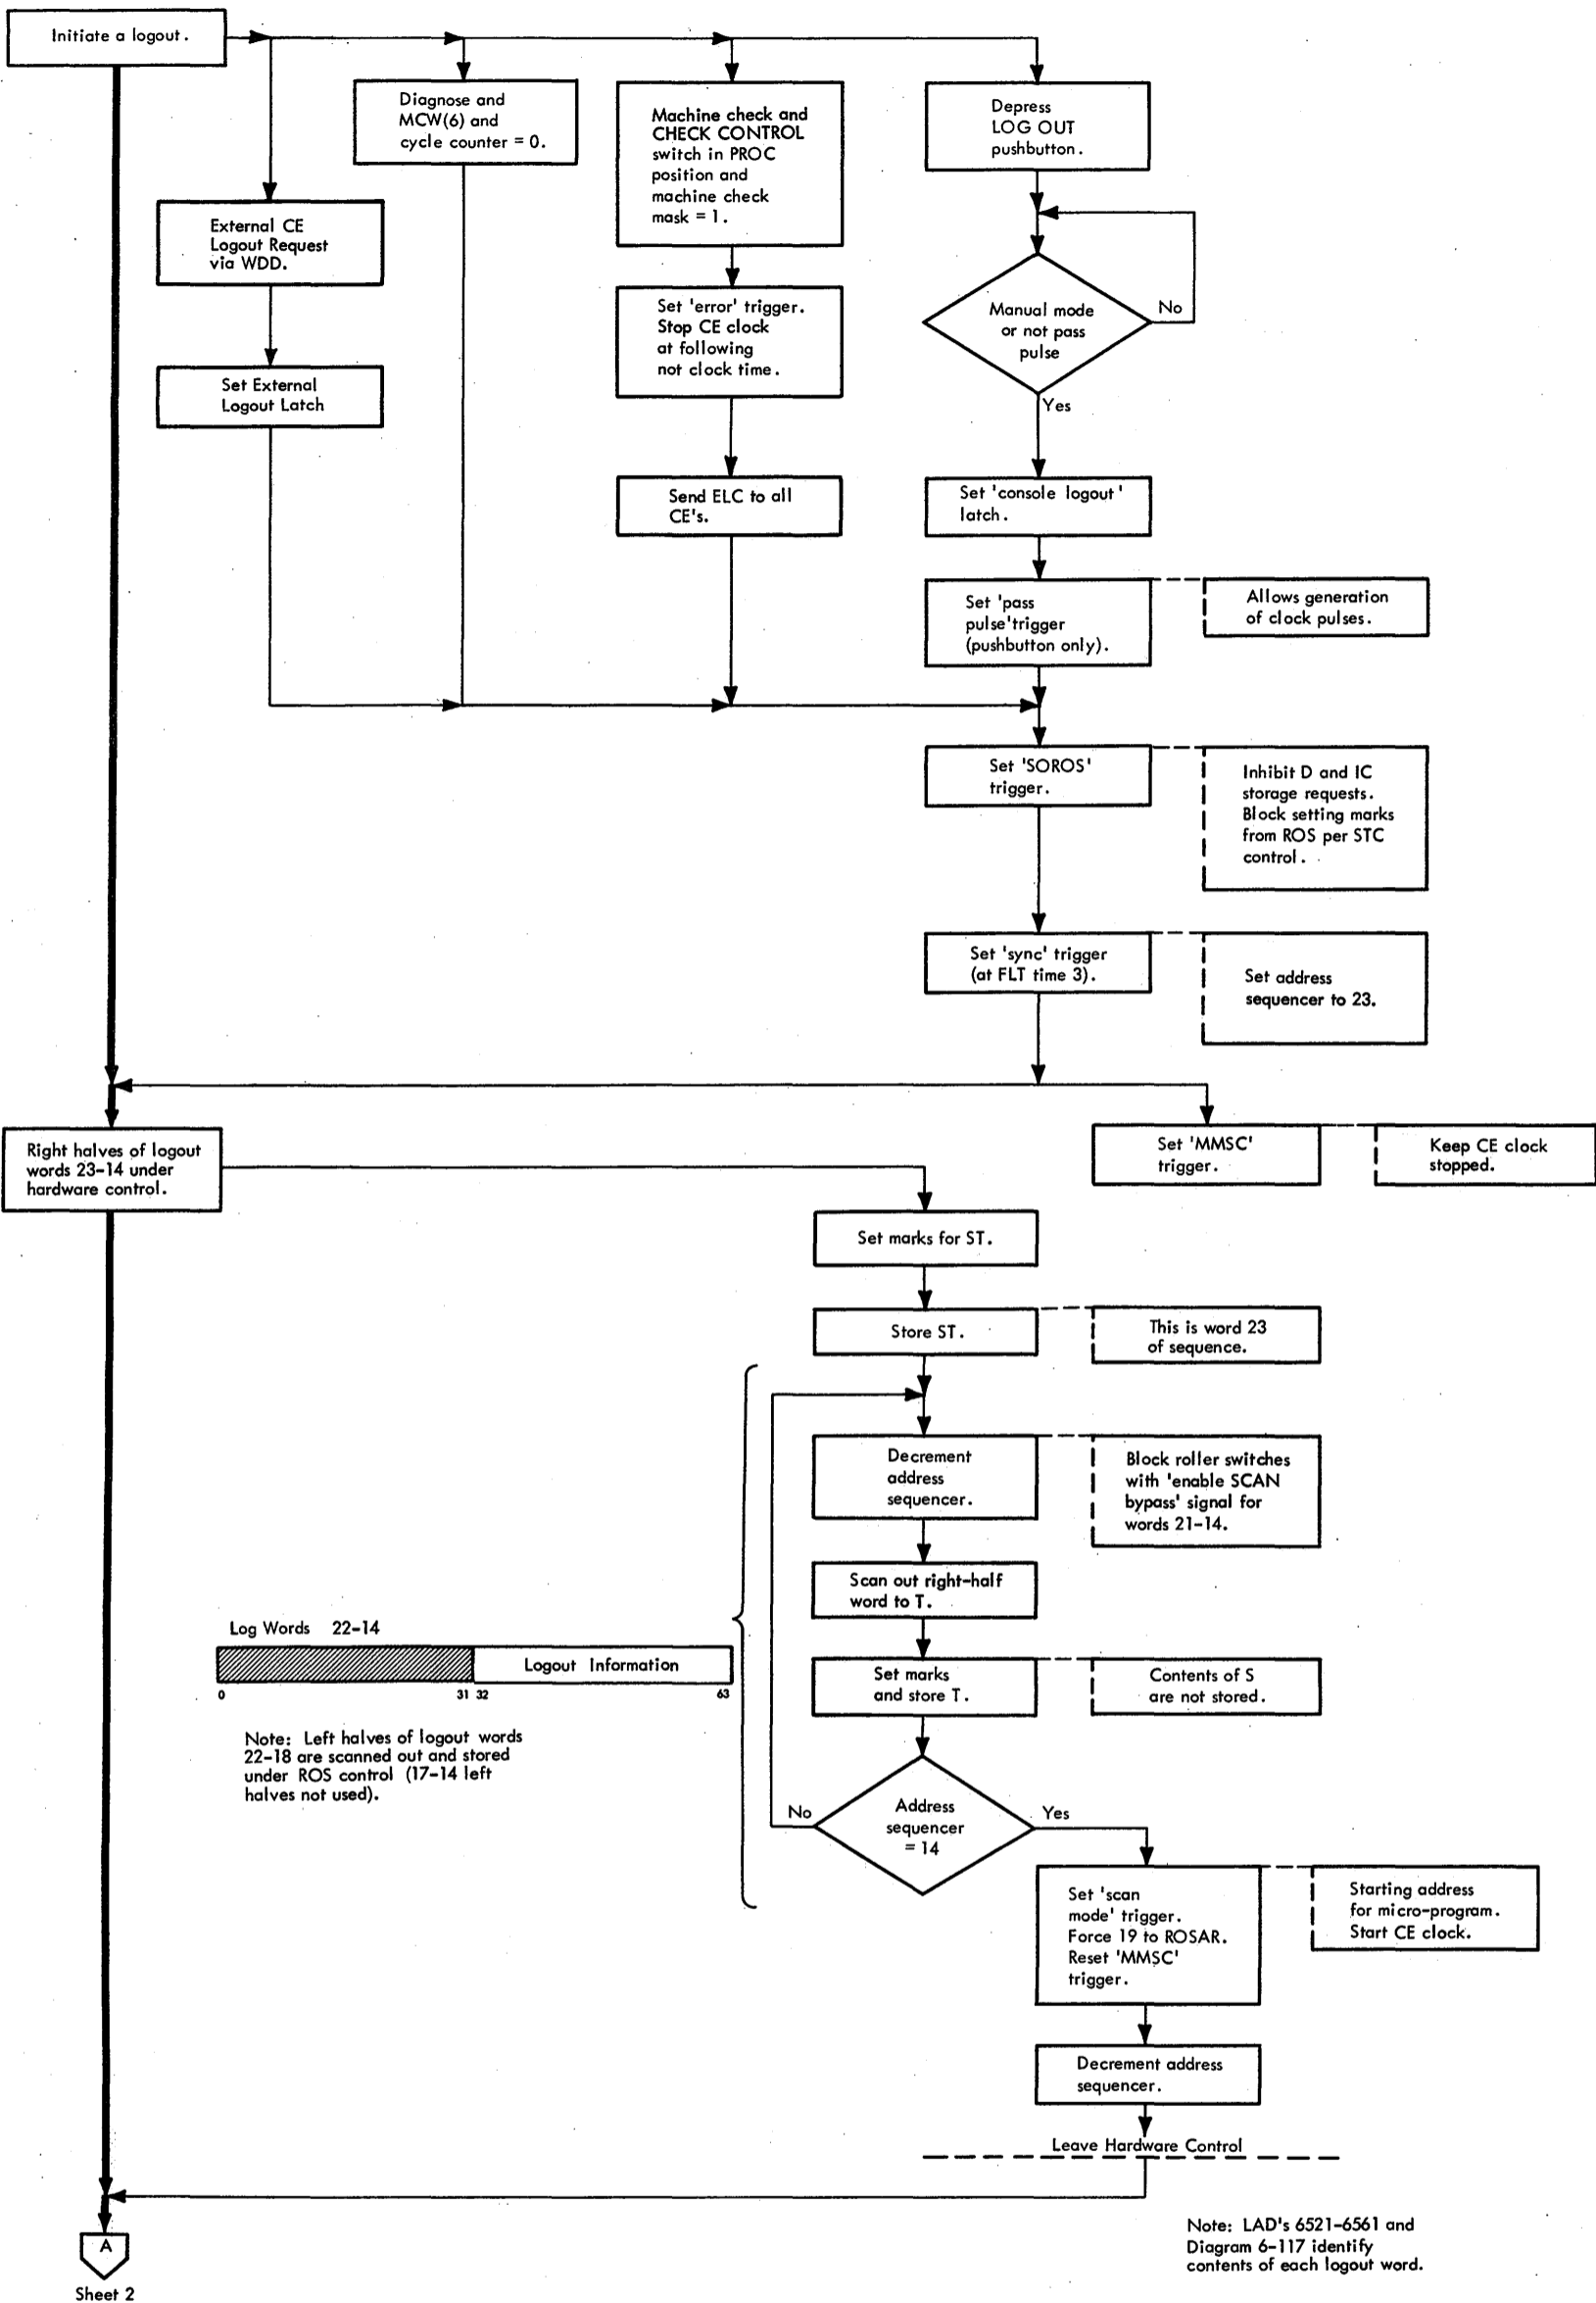 Initiate a logout.
Diagnose and
MCW(6) and
cycle counter = 0.
Machine check and
CHECK CONTROL
switch in PROC
position and
machine check
mask = 1.
Depress
LOG OUT
pushbutton.
External CE
Logout Request
via WDD.
Set 'error' trigger.
Stop CE clock
at following
not clock time.
Manual mode
or not pass
pulse
No
Yes
Set External
Logout Latch
Send ELC to all
CE's.
Set 'console logout'
latch.
Set 'pass
pulse'trigger
(pushbutton only).
Allows generation
of clock pulses.
Set 'SOROS'
trigger.
Inhibit D and IC
storage requests.
Block setting marks
from ROS per STC
control.
Set 'sync' trigger
(at FLT time 3).
Set address
sequencer to 23.
Right halves of logout
words 23-14 under
hardware control.
Set 'MMSC'
trigger.
Keep CE clock
stopped.
Set marks for ST.
Store ST.
This is word 23
of sequence.
Decrement
address
sequencer.
Block roller switches
with 'enable SCAN
bypass' signal for
words 21-14.
Scan out right-half
word to T.
Log Words 22-14
Logout Information
0 31 32 63
Set marks
and store T.
Contents of S
are not stored.
Note: Left halves of logout words
22-18 are scanned out and stored
under ROS control (17-14 left
halves not used).
Address
sequencer
= 14
No
Yes
Set 'scan
mode' trigger.
Force 19 to ROSAR.
Reset 'MMSC'
trigger.
Starting address
for micro-program.
Start CE clock.
Decrement address
sequencer.
Leave Hardware Control
A
Sheet 2
Note: LAD's 6521-6561 and
Diagram 6-117 identify
contents of each logout word.